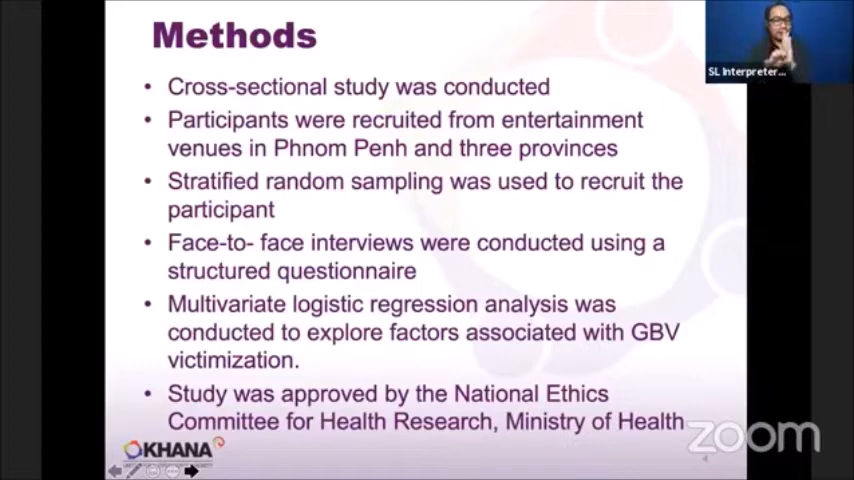 Methods
SL Interpreter...
• Cross-sectional study was conducted
• Participants were recruited from entertainment
venues in Phnom Penh and three provinces
• Stratified random sampling was used to recruit the
participant
• Face-to- face interviews were conducted using a
structured questionnaire
• Multivariate logistic regression analysis was
conducted to explore factors associated with GBV
victimization.
• Study was approved by the National Ethics
Committee for Health Research, Ministry of Health
KHANA
4
zoom